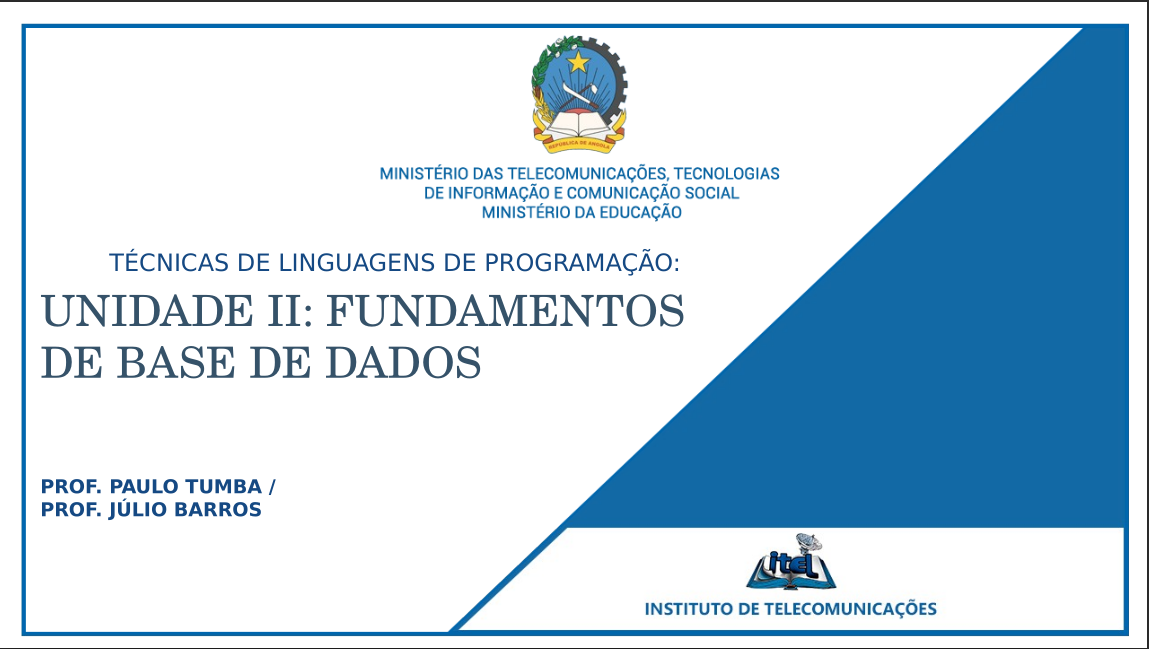 REPÚBLICA DE ANGOLA
MINISTÉRIO DAS TELECOMUNICAÇÕES, TECNOLOGIAS
DE INFORMAÇÃO E COMUNICAÇÃO SOCIAL
MINISTÉRIO DA EDUCAÇÃO
TÉCNICAS DE LINGUAGENS DE PROGRAMAÇÃO:
UNIDADE II: FUNDAMENTOS
DE BASE DE DADOS
PROF. PAULO TUMBA /
PROF. JÚLIO BARROS
itel
INSTITUTO DE TELECOMUNICAÇÕES